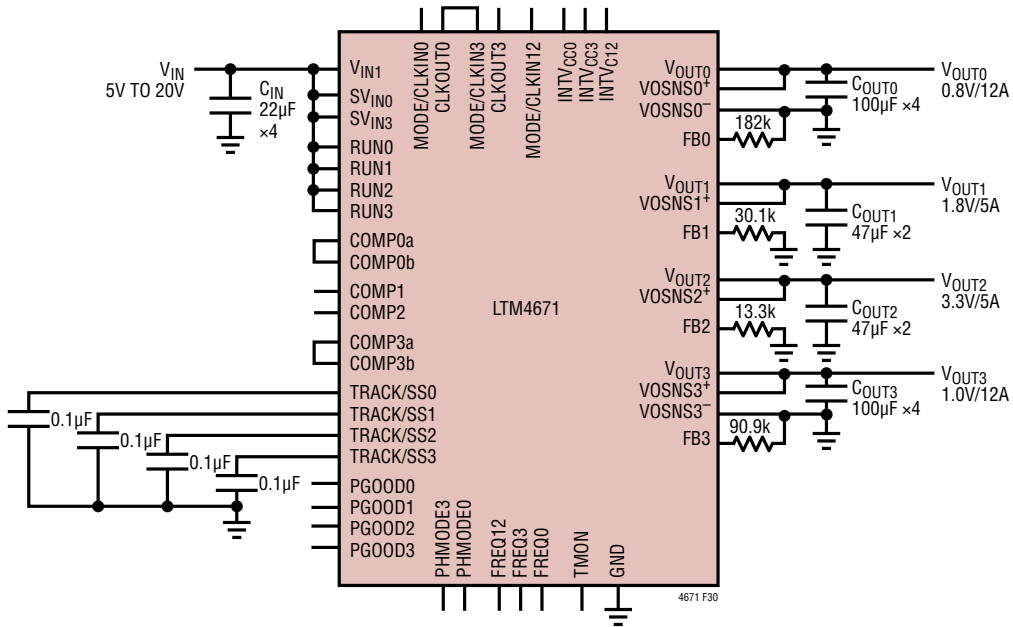 MODE/CLKIN0
CLKOUT0
MODE/CLKIN3
CLKOUT3
MODE/CLKIN12
INTVCC0
INTVCC3
INTVC12
VIN
5V TO 20V
CIN
22µF
×4
VIN1
SVIN0
SVIN3
RUN0
RUN1
RUN2
RUN3
COMP0a
COMP0b
COMP1
COMP2
COMP3a
COMP3b
TRACK/SS0
TRACK/SS1
TRACK/SS2
TRACK/SS3
0.1µF
0.1µF
0.1µF
0.1µF
PGOOD0
PGOOD1
PGOOD2
PGOOD3
LTM4671
PHMODE3
PHMODE0
FREQ12
FREQ3
FREQ0
TMON
GND
VOUT0
VOSNS0+
VOSNS0–
FB0
182k
COUT0
100µF ×4
VOUT0
0.8V/12A
VOUT1
VOSNS1+
FB1
30.1k
COUT1
47µF ×2
VOUT1
1.8V/5A
VOUT2
VOSNS2+
FB2
13.3k
COUT2
47µF ×2
VOUT2
3.3V/5A
VOUT3
VOSNS3+
VOSNS3–
FB3
90.9k
COUT3
100µF ×4
VOUT3
1.0V/12A
4671 F30